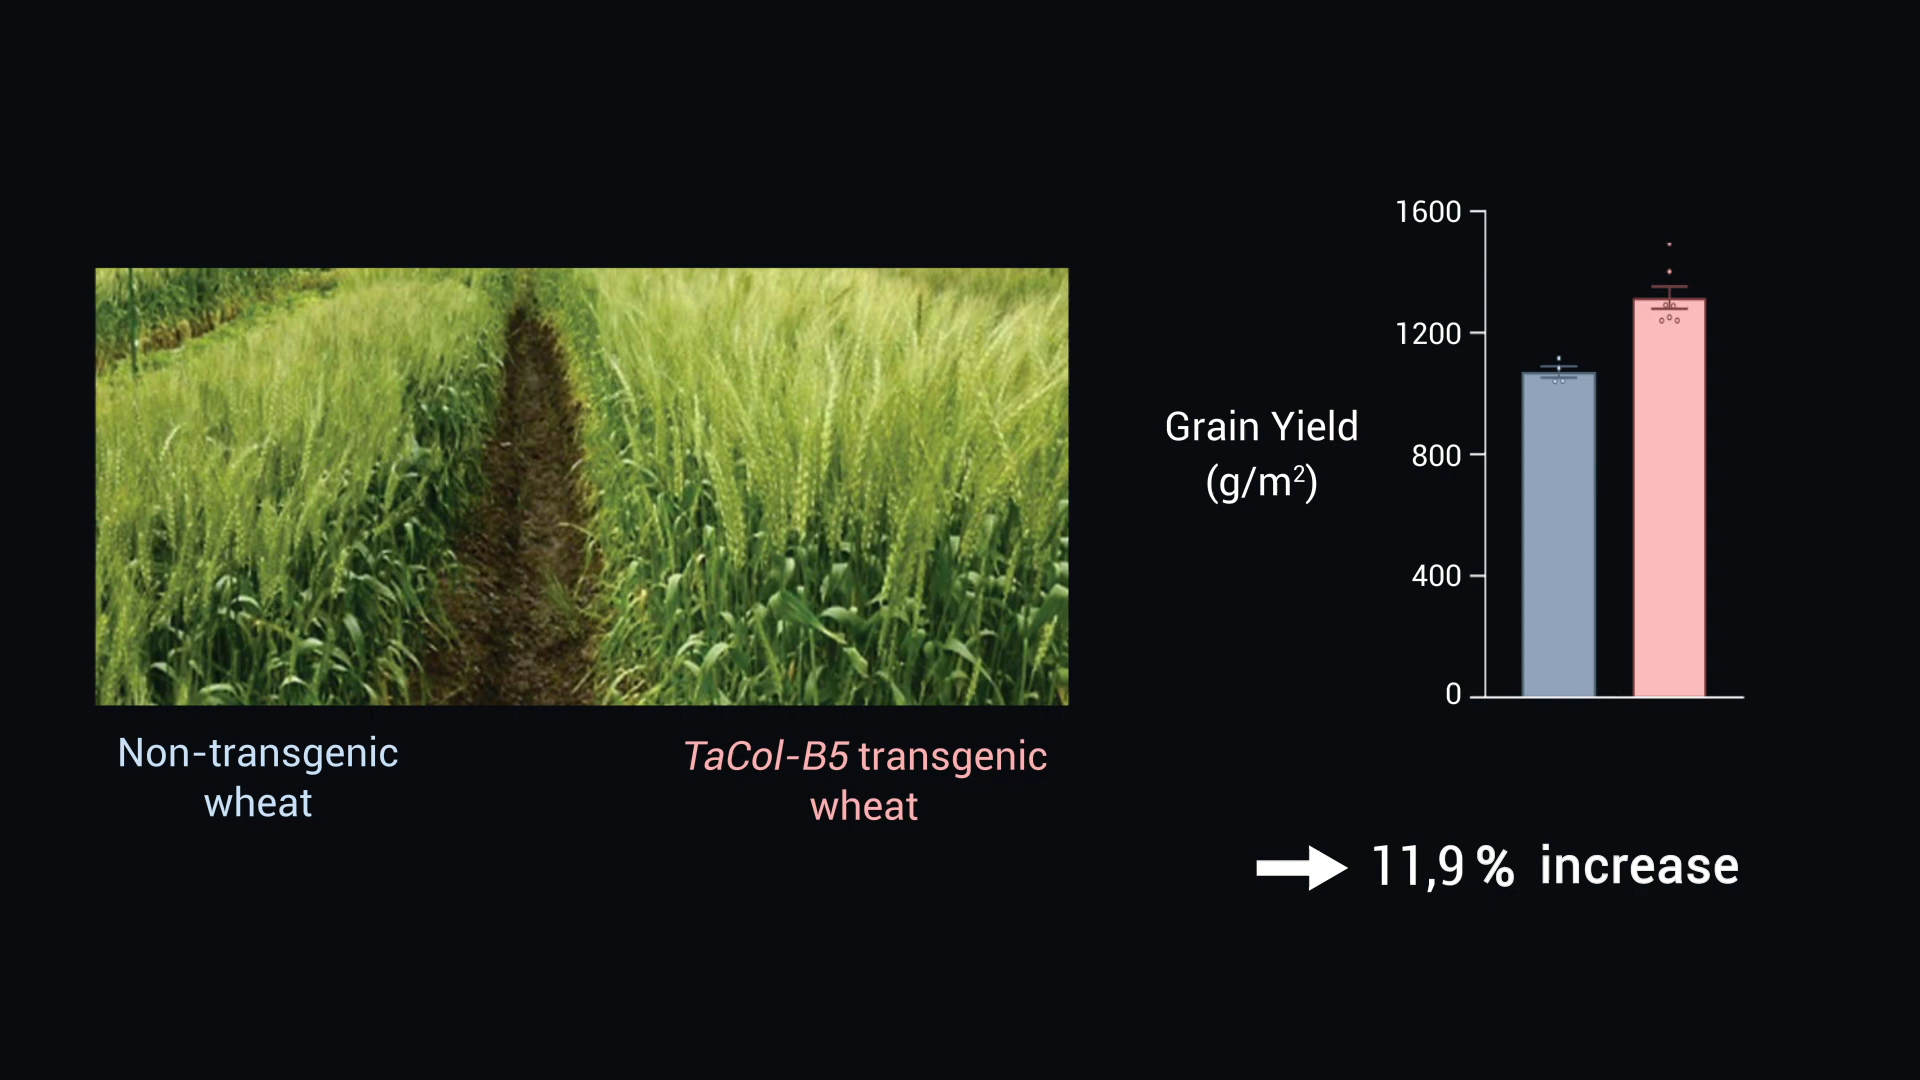 Non-transgenic
wheat
TaCol-B5 transgenic
wheat
Grain Yield
(g/m²)
1600
1200
800
400
0
11,9 % increase